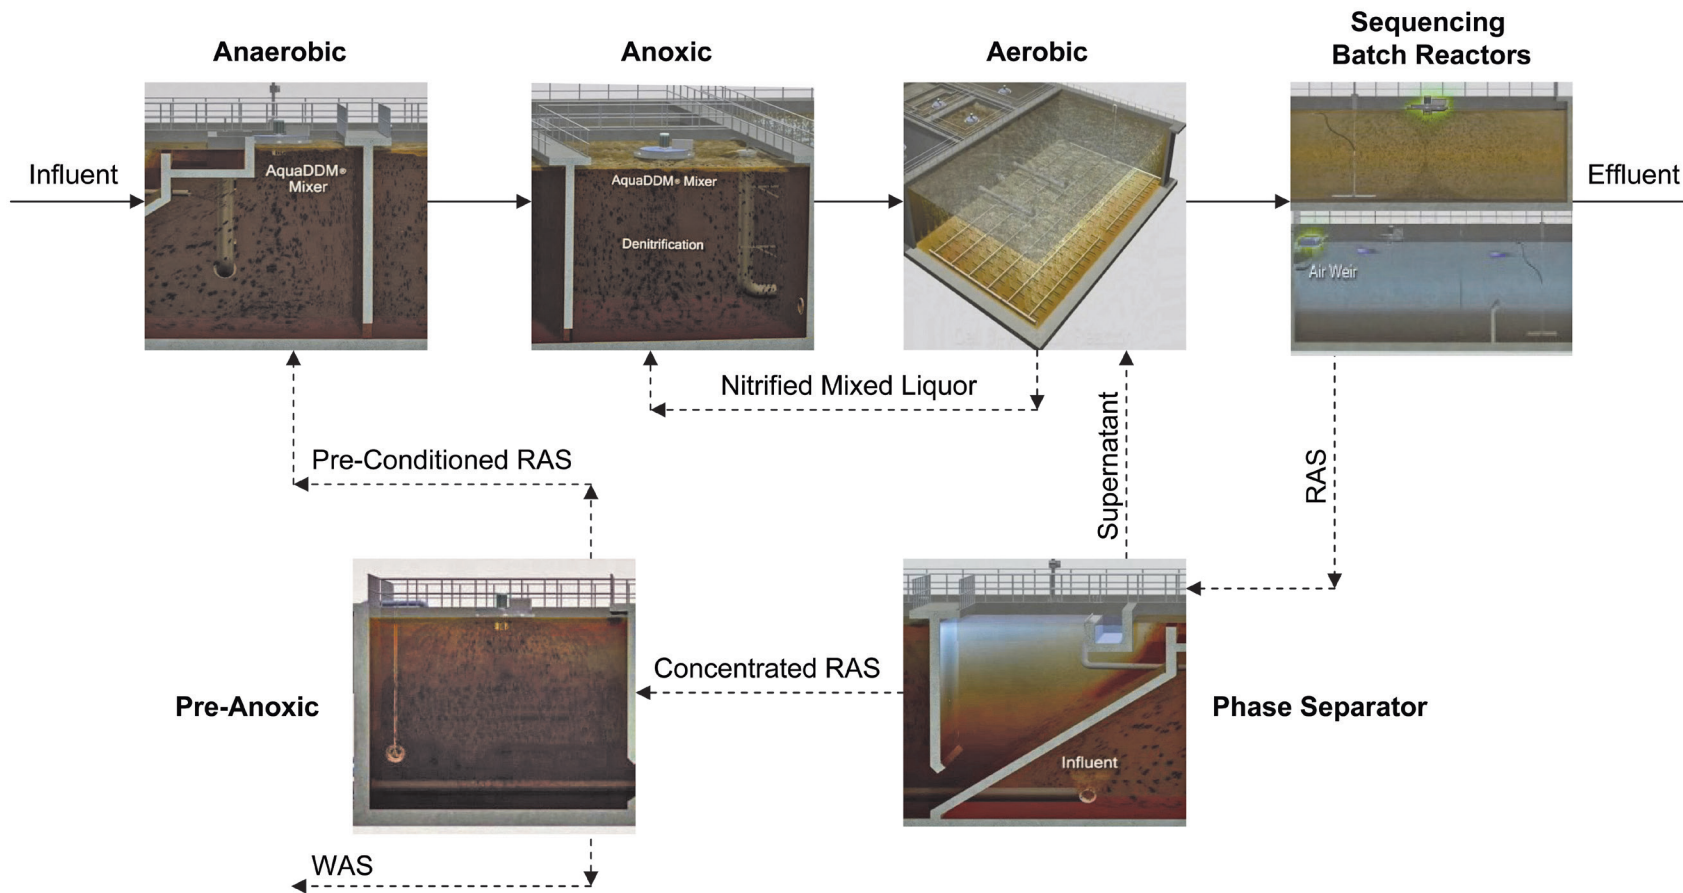 Sequencing
Batch Reactors
Anaerobic
Anoxic
Aerobic
Influent
AquaDDM® Mixer
AquaDDM® Mixer
Denitrification
Air Weir
Effluent
Nitrified Mixed Liquor
Supernatant
RAS
Pre-Conditioned RAS
Concentrated RAS
Pre-Anoxic
Influent
Phase Separator
WAS